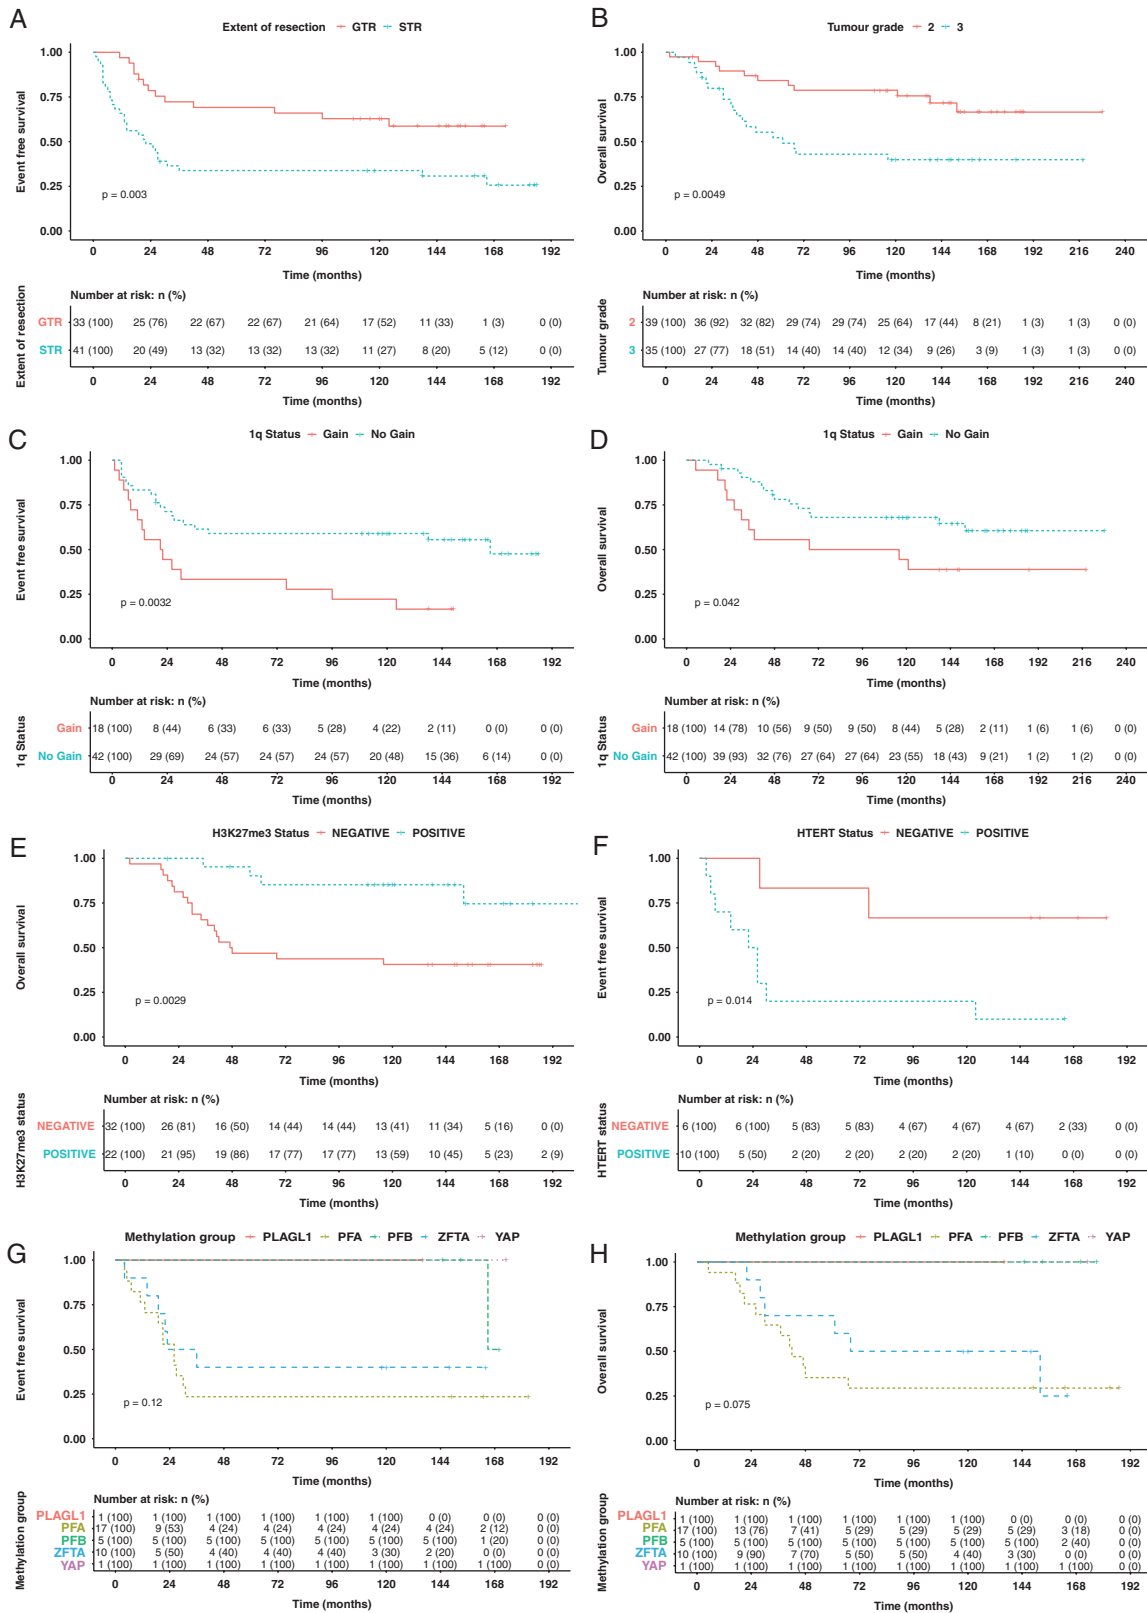 A
Extent of resection GTR STR
Event free survival
1.00
0.75
0.50
0.25
0.00
p = 0.003
0 24 48 72 96 120 144 168 192
Time (months)
Number at risk: n (%)
Extent of resection
GTR 33 (100) 25 (76) 22 (67) 22 (67) 21 (64) 17 (52) 11 (33) 1 (3) 0 (0)
STR 41 (100) 20 (49) 13 (32) 13 (32) 13 (32) 11 (27) 8 (20) 5 (12) 0 (0)
0 24 48 72 96 120 144 168 192
Time (months)
B
Tumour grade 2 3
Overall survival
1.00
0.75
0.50
0.25
0.00
p = 0.0049
0 24 48 72 96 120 144 168 192 216 240
Time (months)
Number at risk: n (%)
Tumour grade
2 39 (100) 36 (92) 32 (82) 29 (74) 29 (74) 25 (64) 17 (44) 8 (21) 1 (3) 1 (3) 0 (0)
3 35 (100) 27 (77) 18 (51) 14 (40) 14 (40) 12 (34) 9 (26) 3 (9) 1 (3) 1 (3) 0 (0)
0 24 48 72 96 120 144 168 192 216 240
Time (months)
C
1q Status Gain No Gain
Event free survival
1.00
0.75
0.50
0.25
0.00
p = 0.0032
0 24 48 72 96 120 144 168 192
Time (months)
Number at risk: n (%)
1q Status
Gain 18 (100) 8 (44) 6 (33) 6 (33) 5 (28) 4 (22) 2 (11) 0 (0) 0 (0)
No Gain 42 (100) 29 (69) 24 (57) 24 (57) 24 (57) 20 (48) 15 (36) 6 (14) 0 (0)
0 24 48 72 96 120 144 168 192
Time (months)
D
1q Status Gain No Gain
Overall survival
1.00
0.75
0.50
0.25
0.00
p = 0.042
0 24 48 72 96 120 144 168 192 216 240
Time (months)
Number at risk: n (%)
1q Status
Gain 18 (100) 14 (78) 10 (56) 9 (50) 9 (50) 8 (44) 5 (28) 2 (11) 1 (6) 1 (6) 0 (0)
No Gain 42 (100) 39 (93) 32 (76) 27 (64) 27 (64) 23 (55) 18 (43) 9 (21) 1 (2) 1 (2) 0 (0)
0 24 48 72 96 120 144 168 192 216 240
Time (months)
E
H3K27me3 Status NEGATIVE POSITIVE
Overall survival
1.00
0.75
0.50
0.25
0.00
p = 0.0029
0 24 48 72 96 120 144 168 192
Time (months)
Number at risk: n (%)
H3K27me3 status
NEGATIVE 32 (100) 26 (81) 16 (50) 14 (44) 14 (44) 13 (41) 11 (34) 5 (16) 0 (0)
POSITIVE 22 (100) 21 (95) 19 (86) 17 (77) 17 (77) 13 (59) 10 (45) 5 (23) 2 (9)
0 24 48 72 96 120 144 168 192
Time (months)
F
HTERT Status NEGATIVE POSITIVE
Event free survival
1.00
0.75
0.50
0.25
0.00
p = 0.014
0 24 48 72 96 120 144 168 192
Time (months)
Number at risk: n (%)
HTERT status
NEGATIVE 6 (100) 6 (100) 5 (83) 5 (83) 4 (67) 4 (67) 4 (67) 2 (33) 0 (0)
POSITIVE 10 (100) 5 (50) 2 (20) 2 (20) 2 (20) 2 (20) 1 (10) 0 (0) 0 (0)
0 24 48 72 96 120 144 168 192
Time (months)
G
Methylation group PLAGL1 PFA PFB ZFTA YAP
Event free survival
1.00
0.75
0.50
0.25
0.00
p = 0.12
0 24 48 72 96 120 144 168 192
Time (months)
Number at risk: n (%)
Methylation group
PLAGL1 1 (100) 1 (100) 1 (100) 1 (100) 1 (100) 1 (100) 0 (0) 0 (0) 0 (0)
PFA 17 (100) 9 (53) 4 (24) 4 (24) 4 (24) 4 (24) 4 (24) 2 (12) 0 (0)
PFB 5 (100) 5 (100) 5 (100) 5 (100) 5 (100) 5 (100) 5 (100) 1 (20) 0 (0)
ZFTA 10 (100) 5 (50) 4 (40) 4 (40) 4 (40) 3 (30) 2 (20) 0 (0) 0 (0)
YAP 1 (100) 1 (100) 1 (100) 1 (100) 1 (100) 1 (100) 1 (100) 1 (100) 0 (0)
0 24 48 72 96 120 144 168 192
Time (months)
H
Methylation group PLAGL1 PFA PFB ZFTA YAP
Overall survival
1.00
0.75
0.50
0.25
0.00
p = 0.075
0 24 48 72 96 120 144 168 192
Time (months)
Number at risk: n (%)
Methylation group
PLAGL1 1 (100) 1 (100) 1 (100) 1 (100) 1 (100) 1 (100) 0 (0) 0 (0) 0 (0)
PFA 17 (100) 13 (76) 7 (41) 5 (29) 5 (29) 5 (29) 5 (29) 3 (18) 0 (0)
PFB 5 (100) 5 (100) 5 (100) 5 (100) 5 (100) 5 (100) 5 (100) 2 (40) 0 (0)
ZFTA 10 (100) 9 (90) 7 (70) 5 (50) 5 (50) 4 (40) 3 (30) 0 (0) 0 (0)
YAP 1 (100) 1 (100) 1 (100) 1 (100) 1 (100) 1 (100) 1 (100) 1 (100) 0 (0)
0 24 48 72 96 120 144 168 192
Time (months)